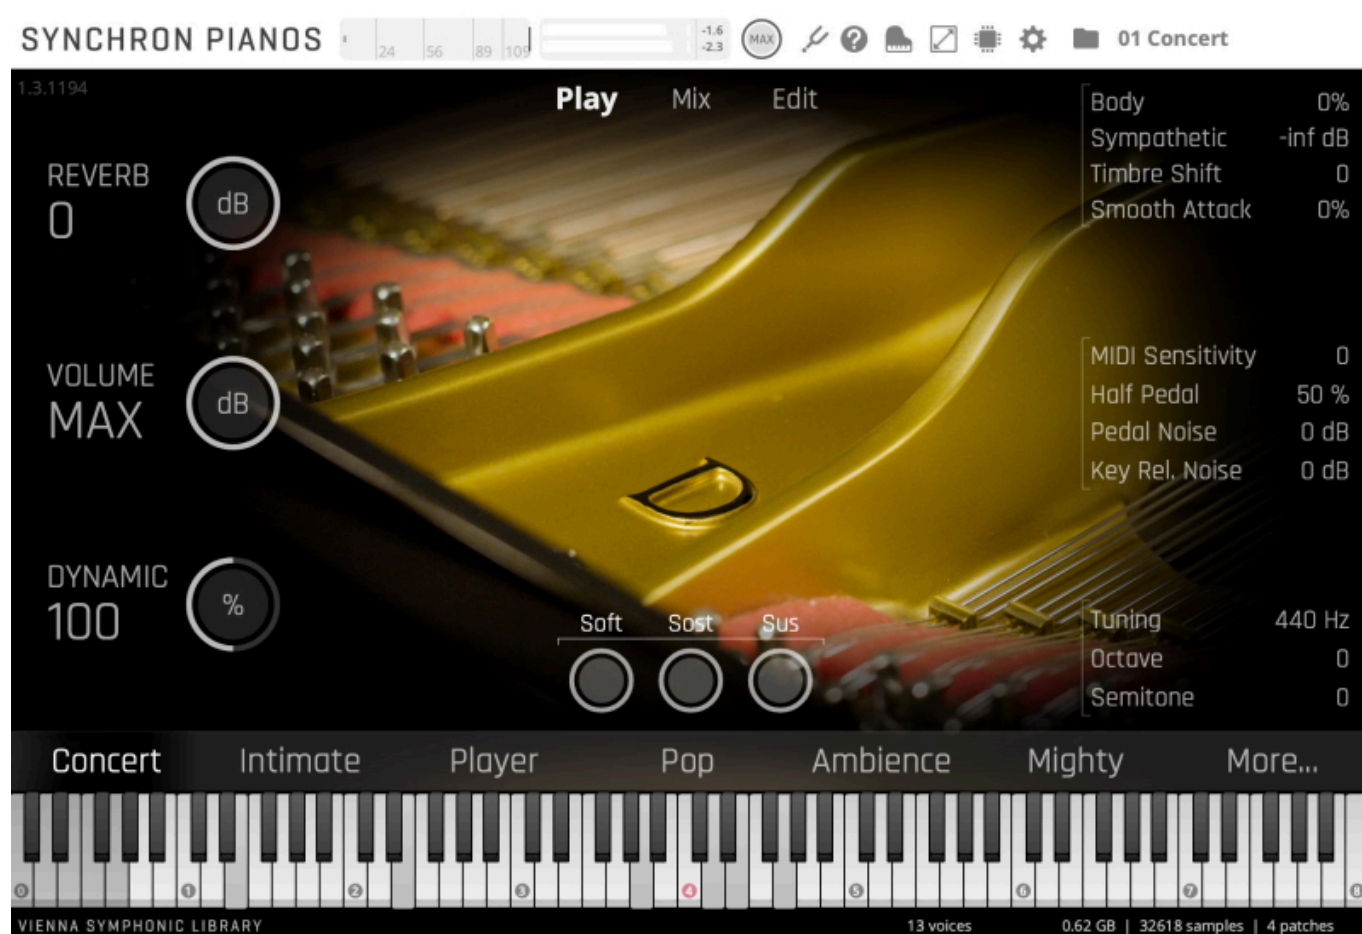 SYNCHRON PIANOS
24 56 89 109
-1.6
-2.3
MAX
?
01 Concert
1.3.1194
Play Mix Edit
REVERB
0
dB
VOLUME
MAX
dB
DYNAMIC
100
%
Body 0%
Sympathetic -inf dB
Timbre Shift 0
Smooth Attack 0%
MIDI Sensitivity 0
Half Pedal 50 %
Pedal Noise 0 dB
Key Rel. Noise 0 dB
Tuning 440 Hz
Octave 0
Semitone 0
D
Soft Sost Sus
Concert Intimate Player Pop Ambience Mighty More...
0 1 2 3 4 5 6 7 8
VIENNA SYMPHONIC LIBRARY
13 voices 0.62 GB | 32618 samples | 4 patches